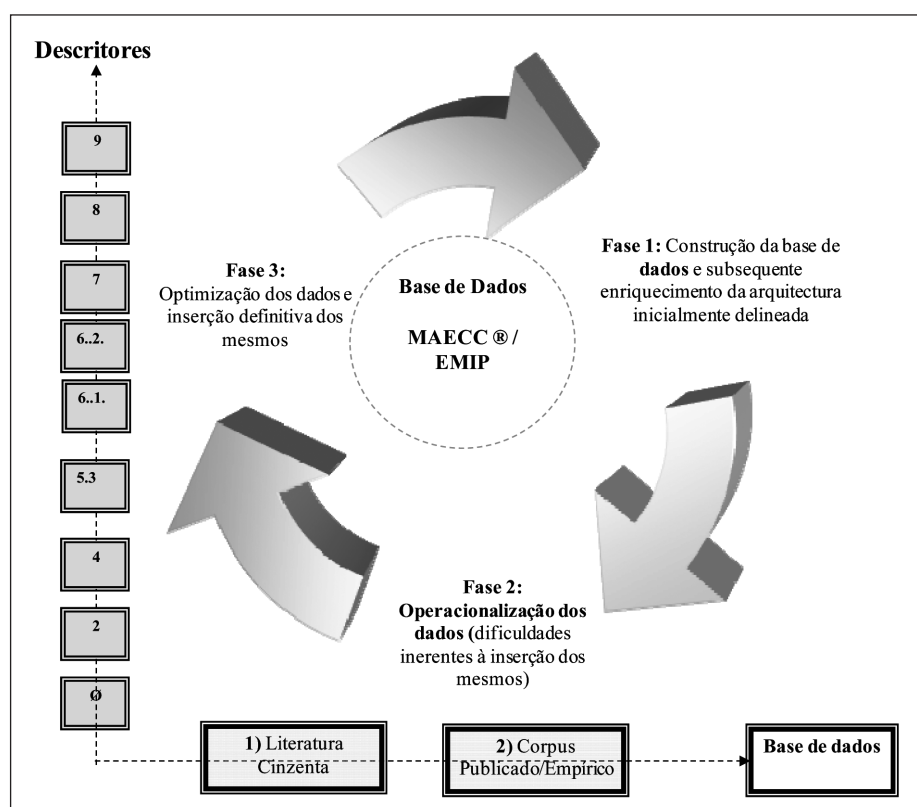 Descritores
9
8
7
6..2.
6..1.
5.3
4
2
Ø
Fase 3:
Optimização dos dados e
inserção definitiva dos
mesmos
Base de Dados
MAECC ® /
EMIP
Fase 1: Construção da base de
dados e subsequente
enriquecimento da arquitectura
inicialmente delineada
Fase 2:
Operacionalização dos
dados (dificuldades
inerentes à inserção dos
mesmos)
1) Literatura
Cinzenta
2) Corpus
Publicado/Empírico
Base de dados